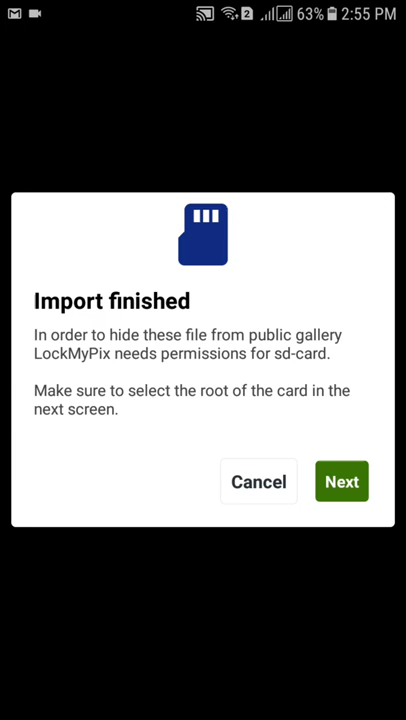 2 63% 2:55 PM
Import finished
In order to hide these file from public gallery
LockMyPix needs permissions for sd-card.
Make sure to select the root of the card in the
next screen.
Cancel Next